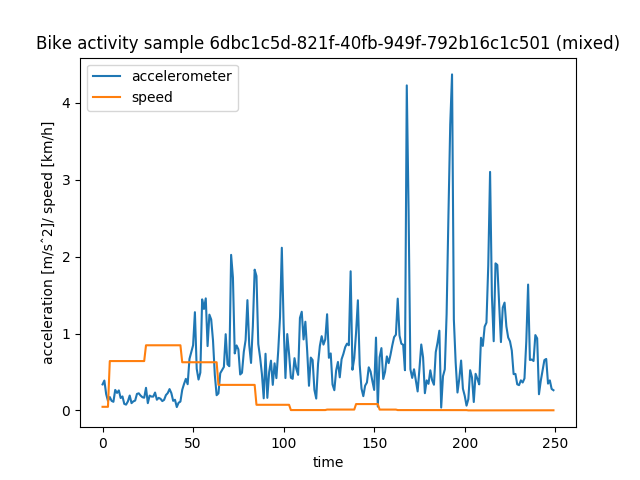 Bike activity sample 6dbc1c5d-821f-40fb-949f-792b16c1c501 (mixed)
accelerometer
speed
acceleration [m/s^2]/ speed [km/h]
4
3
2
1
0
0 50 100 150 200 250
time